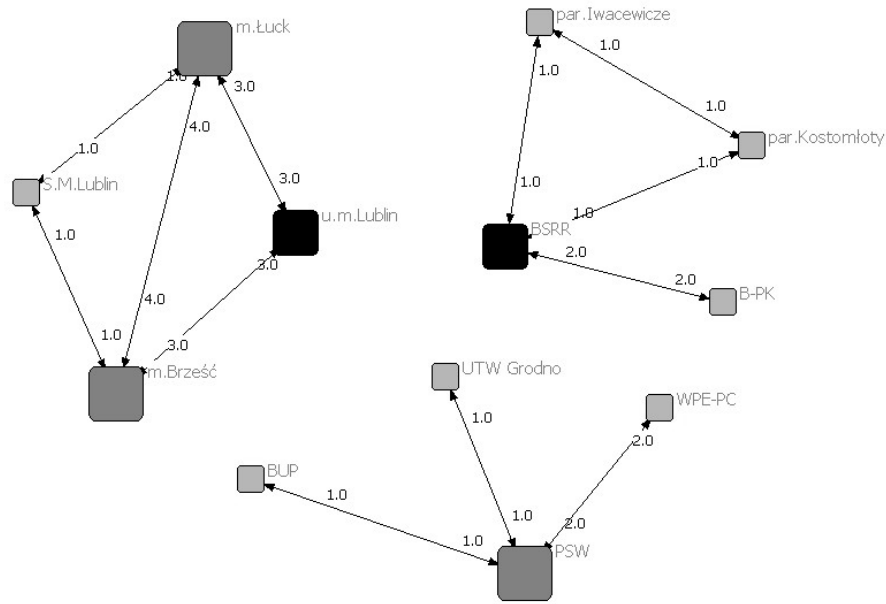 m.Łuck
1.0
3.0
1.0
4.0
S.M.Lublin
3.0
u.m.Lublin
1.0
3.0
4.0
1.0
3.0
m.Brześć
par.Iwacewicze
1.0
1.0
1.0
par.Kostomłoty
1.0
1.0
1.0
BSRR
2.0
2.0
B-PK
UTW Grodno
WPE-PC
1.0
2.0
BUP
1.0
1.0
2.0
1.0
PSW